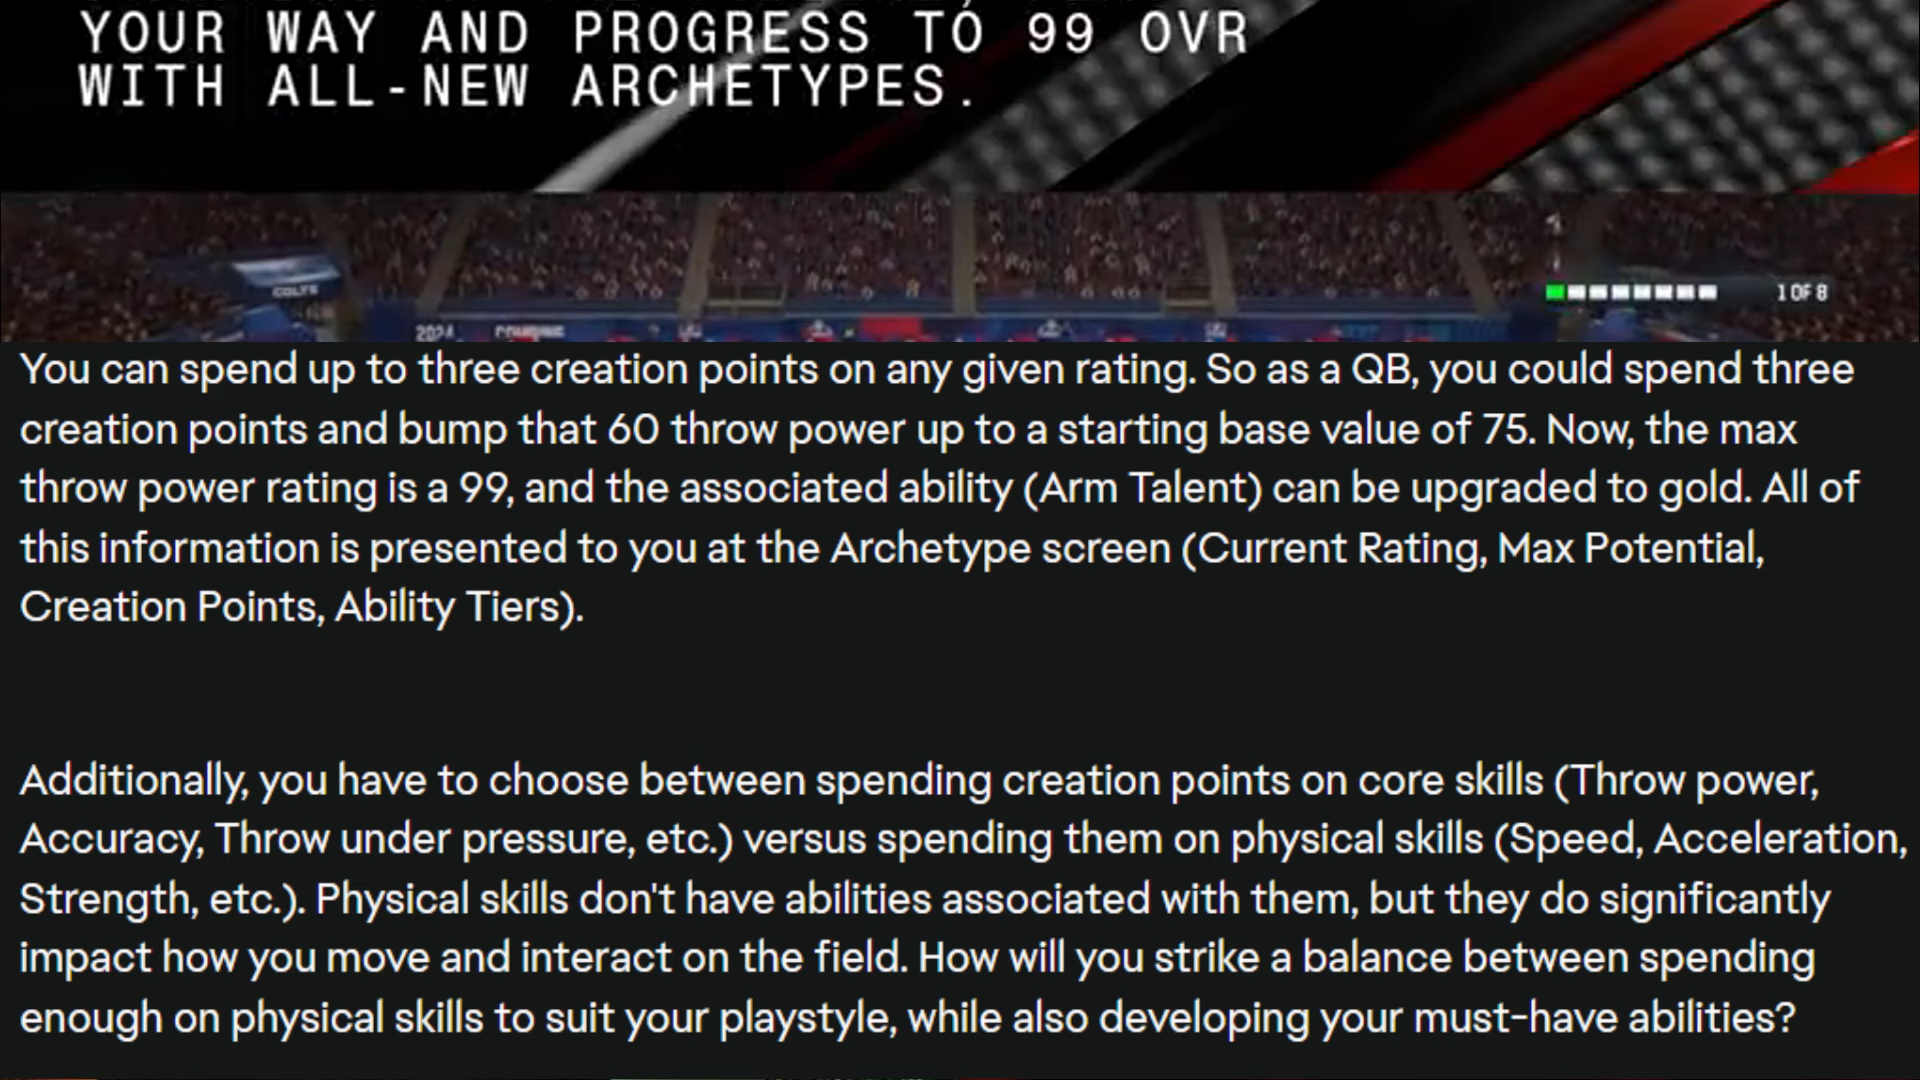 YOUR WAY AND PROGRESS TO 99 OVR
WITH ALL-NEW ARCHETYPES.
COLTS
1 OF 8
2024 COMBINE
You can spend up to three creation points on any given rating. So as a QB, you could spend three
creation points and bump that 60 throw power up to a starting base value of 75. Now, the max
throw power rating is a 99, and the associated ability (Arm Talent) can be upgraded to gold. All of
this information is presented to you at the Archetype screen (Current Rating, Max Potential,
Creation Points, Ability Tiers).
Additionally, you have to choose between spending creation points on core skills (Throw power,
Accuracy, Throw under pressure, etc.) versus spending them on physical skills (Speed, Acceleration,
Strength, etc.). Physical skills don't have abilities associated with them, but they do significantly
impact how you move and interact on the field. How will you strike a balance between spending
enough on physical skills to suit your playstyle, while also developing your must-have abilities?